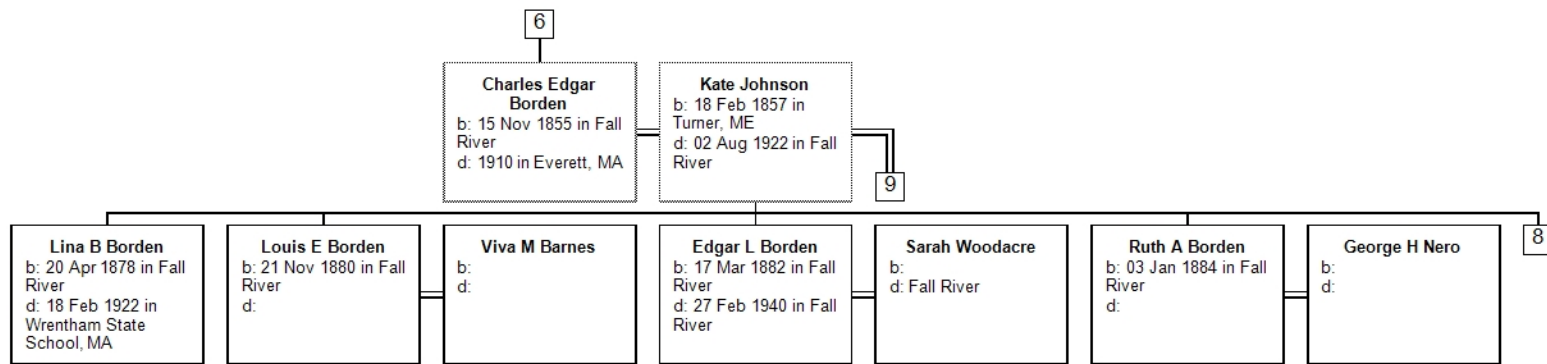 6
Charles Edgar
Borden
b: 15 Nov 1855 in Fall
River
d: 1910 in Everett, MA
Kate Johnson
b: 18 Feb 1857 in
Turner, ME
d: 02 Aug 1922 in Fall
River
9
Lina B Borden
b: 20 Apr 1878 in Fall
River
d: 18 Feb 1922 in
Wrentham State
School, MA
Louis E Borden
b: 21 Nov 1880 in Fall
River
d:
Viva M Barnes
b:
d:
Edgar L Borden
b: 17 Mar 1882 in Fall
River
d: 27 Feb 1940 in Fall
River
Sarah Woodacre
b:
d: Fall River
Ruth A Borden
b: 03 Jan 1884 in Fall
River
d:
George H Nero
b:
d:
8